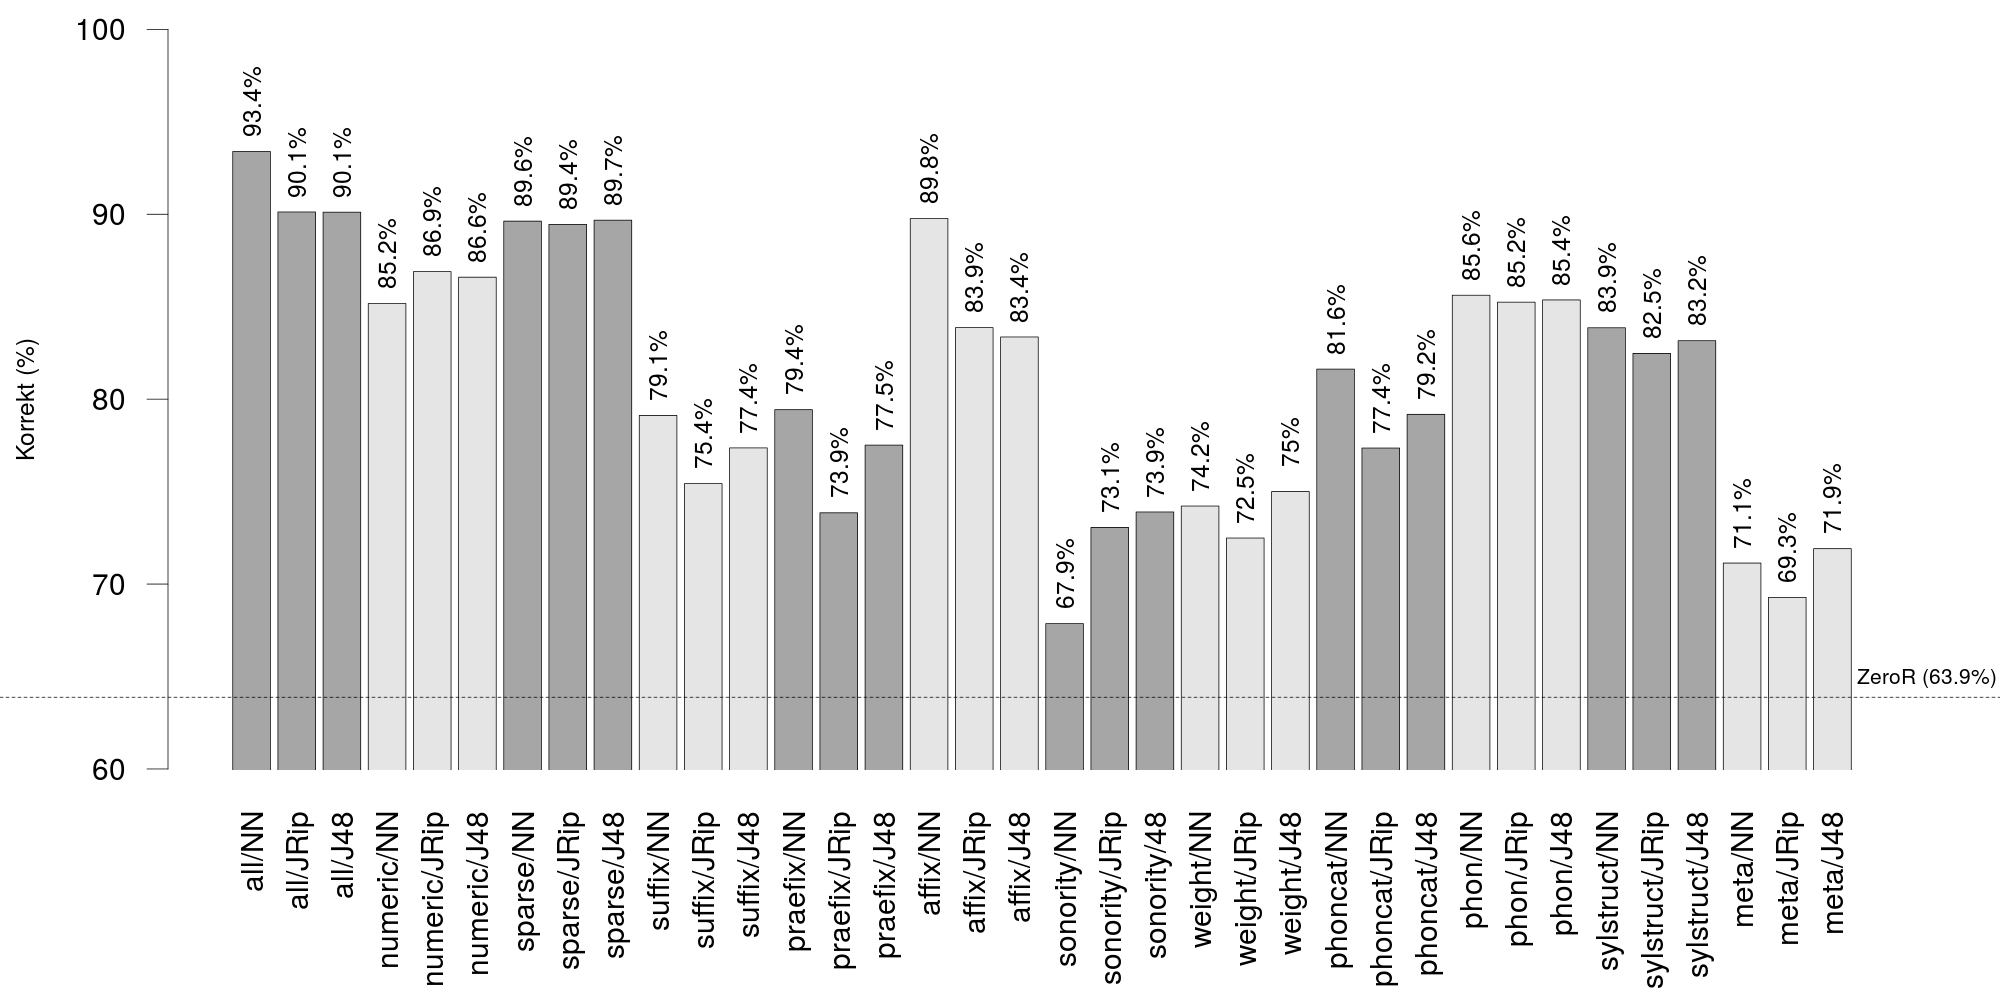 100
90
80
70
60
Korrekt (%)
93.4%
90.1%
90.1%
85.2%
86.9%
86.6%
89.6%
89.4%
89.7%
79.1%
75.4%
77.4%
79.4%
73.9%
77.5%
89.8%
83.9%
83.4%
67.9%
73.1%
73.9%
74.2%
72.5%
75%
81.6%
77.4%
79.2%
85.6%
85.2%
85.4%
83.9%
82.5%
83.2%
71.1%
69.3%
71.9%
ZeroR (63.9%)
all/NN
all/JRip
all/J48
numeric/NN
numeric/JRip
numeric/J48
sparse/NN
sparse/JRip
sparse/J48
suffix/NN
suffix/JRip
suffix/J48
praefix/NN
praefix/JRip
praefix/J48
affix/NN
affix/JRip
affix/J48
sonority/NN
sonority/JRip
sonority/48
weight/NN
weight/JRip
weight/J48
phoncat/NN
phoncat/JRip
phoncat/J48
phon/NN
phon/JRip
phon/J48
sylstruct/NN
sylstruct/JRip
sylstruct/J48
meta/NN
meta/JRip
meta/J48